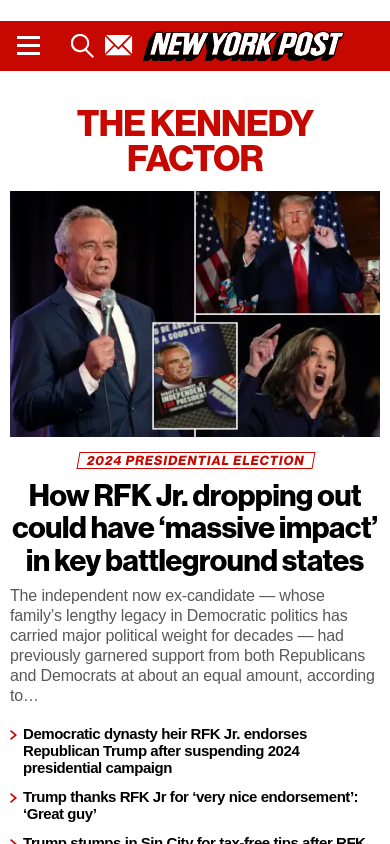 NEW YORK POST
THE KENNEDY
FACTOR
A GOOD LIFE
INDEPENDENT
PRESIDENT
2024 PRESIDENTIAL ELECTION
How RFK Jr. dropping out
could have ‘massive impact’
in key battleground states
The independent now ex-candidate — whose
family’s lengthy legacy in Democratic politics has
carried major political weight for decades — had
previously garnered support from both Republicans
and Democrats at about an equal amount, according
to…
Democratic dynasty heir RFK Jr. endorses
Republican Trump after suspending 2024
presidential campaign
Trump thanks RFK Jr for ‘very nice endorsement’:
‘Great guy’
Trump stumps in Sin City for tax-free tips after RFK